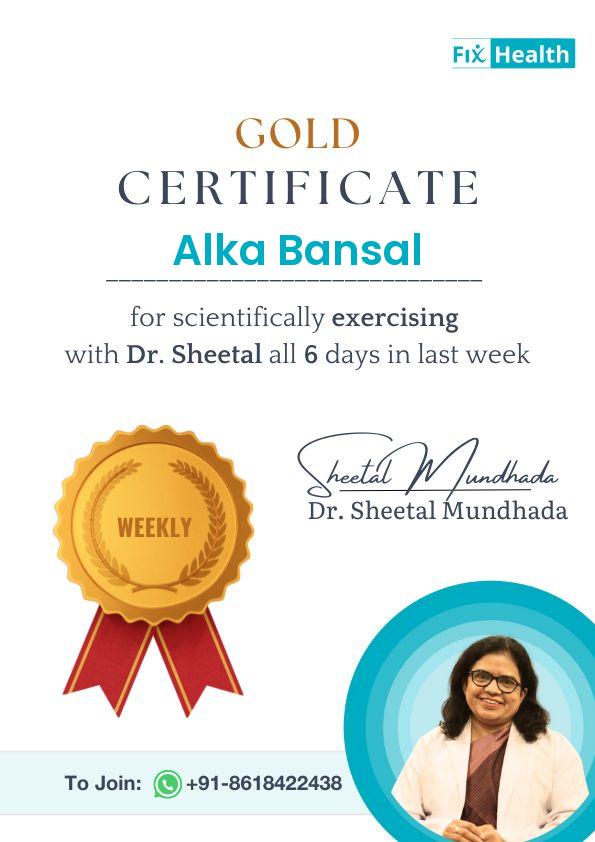 Fix Health
GOLD
CERTIFICATE
Alka Bansal
for scientifically exercising
with Dr. Sheetal all 6 days in last week
WEEKLY
Sheetal Mundhada
Dr. Sheetal Mundhada
To Join: +91-8618422438